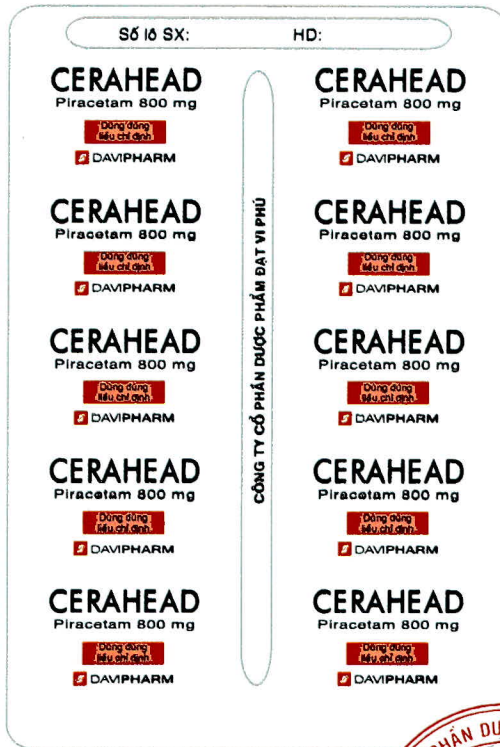 Số lô SX: HD:
CERAHEAD
Piracetam 800 mg
Dùng đúng
liều chỉ định
DAVIPHARM
CERAHEAD
Piracetam 800 mg
Dùng đúng
liều chỉ định
DAVIPHARM
CERAHEAD
Piracetam 800 mg
Dùng đúng
liều chỉ định
DAVIPHARM
CERAHEAD
Piracetam 800 mg
Dùng đúng
liều chỉ định
DAVIPHARM
CERAHEAD
Piracetam 800 mg
Dùng đúng
liều chỉ định
DAVIPHARM
CÔNG TY CỔ PHẦN DƯỢC PHẨM ĐẠT VI PHÚ
CERAHEAD
Piracetam 800 mg
Dùng đúng
liều chỉ định
DAVIPHARM
CERAHEAD
Piracetam 800 mg
Dùng đúng
liều chỉ định
DAVIPHARM
CERAHEAD
Piracetam 800 mg
Dùng đúng
liều chỉ định
DAVIPHARM
CERAHEAD
Piracetam 800 mg
Dùng đúng
liều chỉ định
DAVIPHARM
CERAHEAD
Piracetam 800 mg
Dùng đúng
liều chỉ định
DAVIPHARM